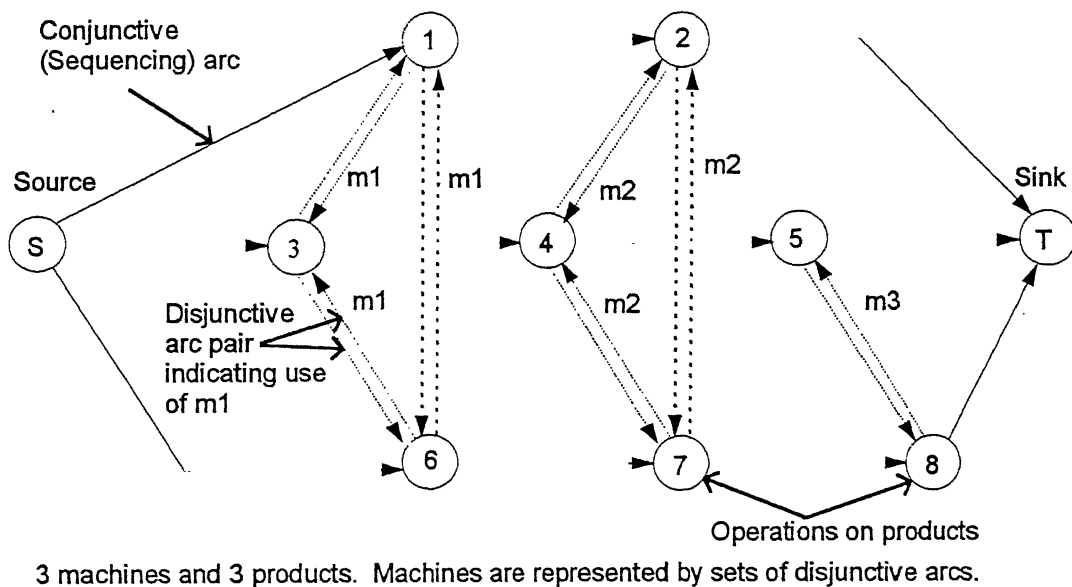 Conjunctive
(Sequencing) arc
1
2
m1
m1
m2
m2
Source
Sink
S
3
4
5
T
m1
m2
m3
Disjunctive
arc pair
indicating use
of m1
6
7
8
Operations on products
3 machines and 3 products. Machines are represented by sets of disjunctive arcs.